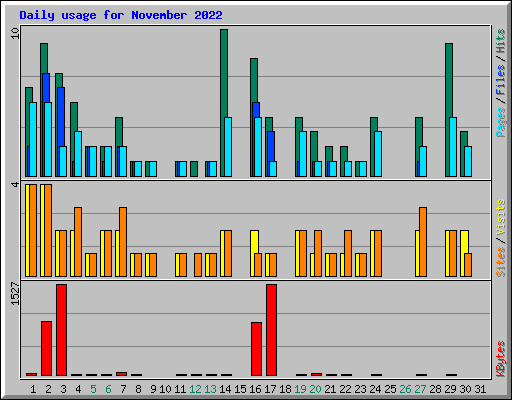 Daily usage for November 2022
10
4
1527
Pages / Files / Hits
Sites / Visits
KBytes
1 2 3 4 5 6 7 8 9 10 11 12 13 14 15 16 17 18 19 20 21 22 23 24 25 26 27 28 29 30 31